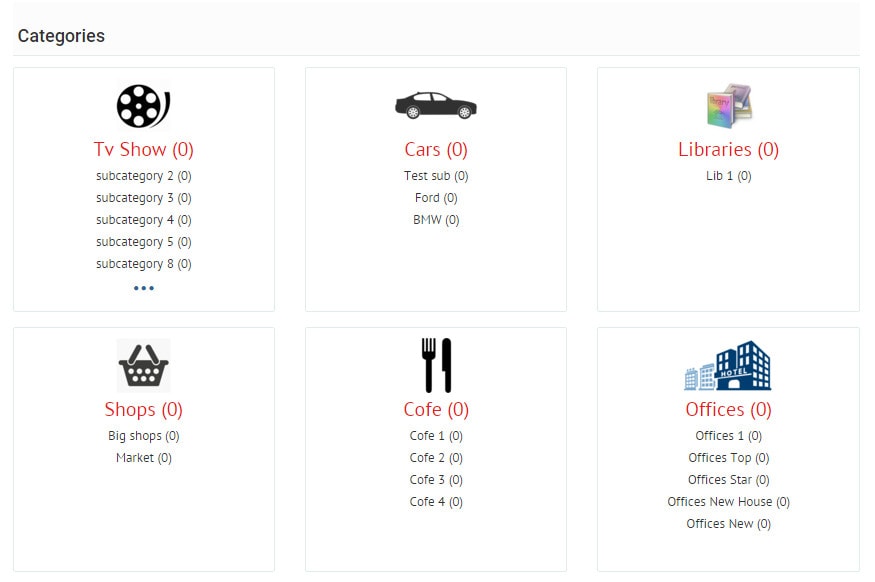 Categories
Tv Show (0)
subcategory 2 (0)
subcategory 3 (0)
subcategory 4 (0)
subcategory 5 (0)
subcategory 8 (0)
•••
Cars (0)
Test sub (0)
Ford (0)
BMW (0)
library
Libraries (0)
Lib 1 (0)
Shops (0)
Big shops (0)
Market (0)
Cofe (0)
Cofe 1 (0)
Cofe 2 (0)
Cofe 3 (0)
Cofe 4 (0)
HOTEL
Offices (0)
Offices 1 (0)
Offices Top (0)
Offices Star (0)
Offices New House (0)
Offices New (0)